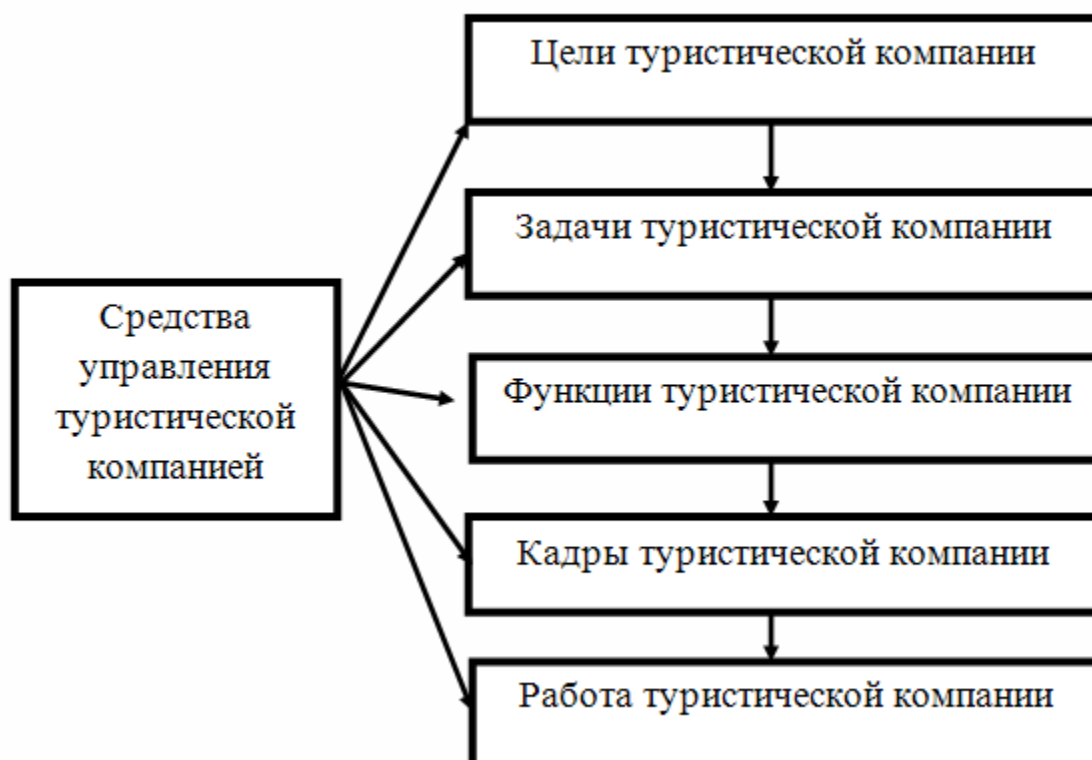 Цели туристической компании
Задачи туристической компании
Средства
управления
туристической
компанией
Функции туристической компании
Кадры туристической компании
Работа туристической компании